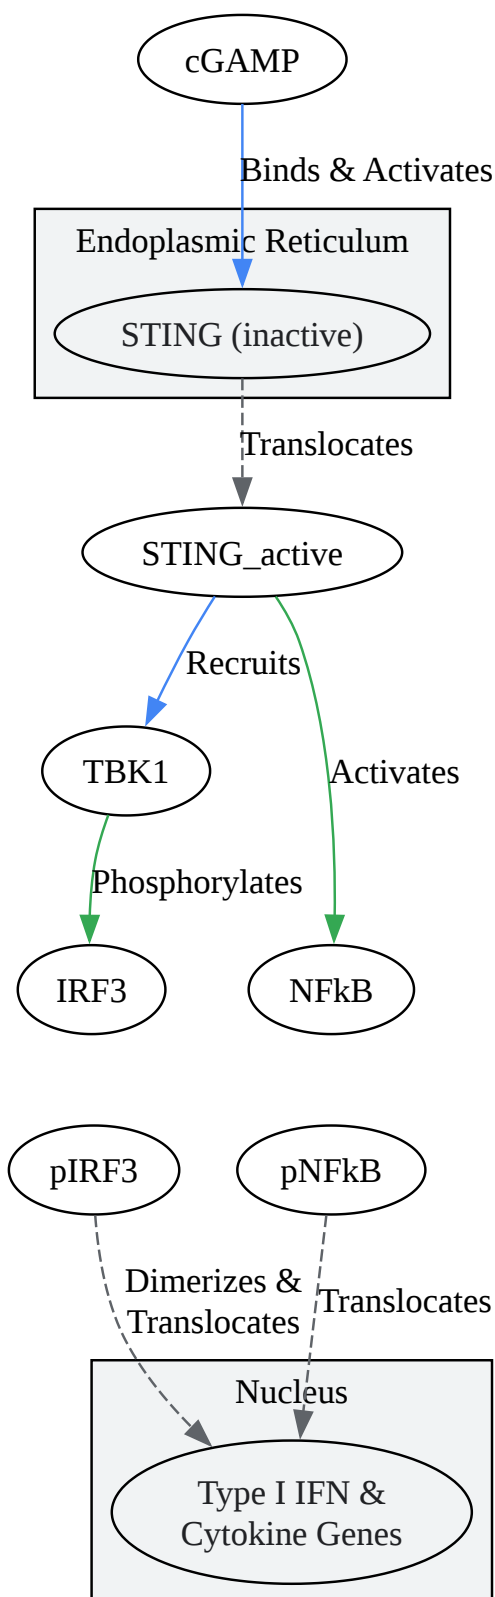 cGAMP
Binds & Activates
Endoplasmic Reticulum
STING (inactive)
Translocates
STING_active
Recruits
TBK1
Activates
Phosphorylates
IRF3
NFkB
pIRF3
pNFkB
Dimerizes &
Translocates
Translocates
Nucleus
Type I IFN &
Cytokine Genes